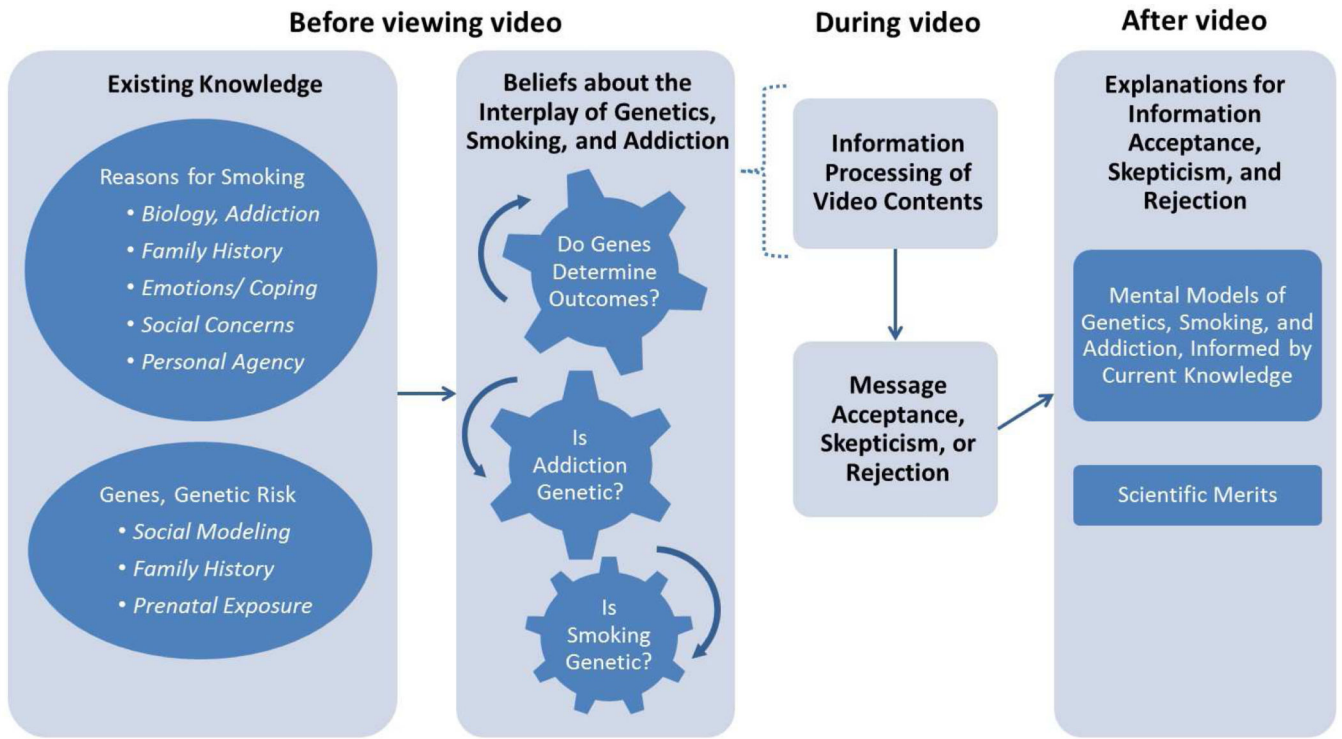 Before viewing video
During video
After video
Existing Knowledge
Reasons for Smoking
• Biology, Addiction
• Family History
• Emotions/ Coping
• Social Concerns
• Personal Agency
Genes, Genetic Risk
• Social Modeling
• Family History
• Prenatal Exposure
Beliefs about the
Interplay of Genetics,
Smoking, and Addiction
Do Genes
Determine
Outcomes?
Is
Addiction
Genetic?
Is
Smoking
Genetic?
Information
Processing of
Video Contents
Message
Acceptance,
Skepticism, or
Rejection
Explanations for
Information
Acceptance,
Skepticism, and
Rejection
Mental Models of
Genetics, Smoking, and
Addiction, Informed by
Current Knowledge
Scientific Merits